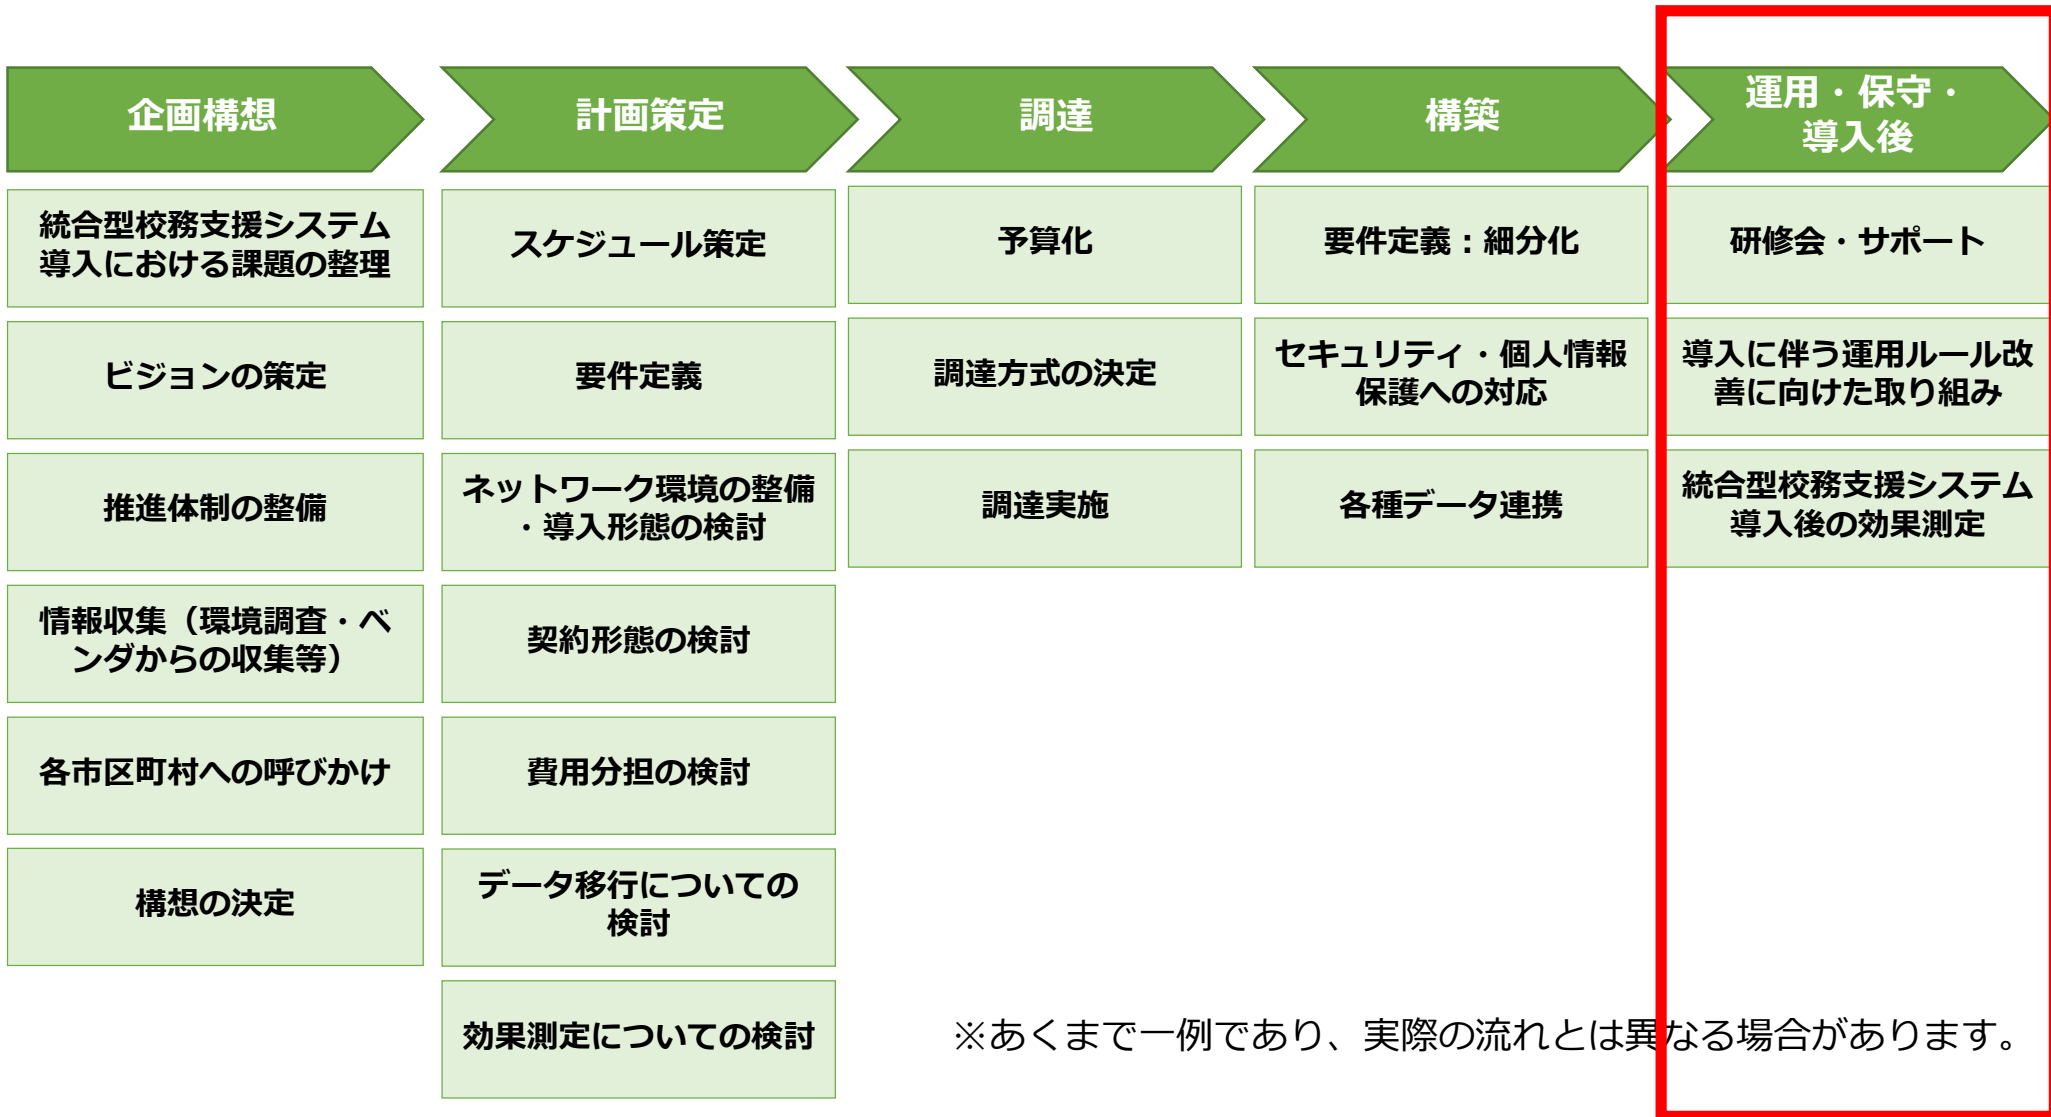 企画構想
統合型校務支援システム
導入における課題の整理
ビジョンの策定
推進体制の整備
情報収集（環境調査・ベ
ンダからの収集等）
各市区町村への呼びかけ
構想の決定
計画策定
スケジュール策定
要件定義
ネットワーク環境の整備
・導入形態の検討
契約形態の検討
費用分担の検討
データ移行についての
検討
効果測定についての検討
調達
予算化
調達方式の決定
調達実施
構築
要件定義：細分化
セキュリティ・個人情報
保護への対応
各種データ連携
運用・保守・
導入後
研修会・サポート
導入に伴う運用ルール改
善に向けた取り組み
統合型校務支援システム
導入後の効果測定
※あくまで一例であり、実際の流れとは異なる場合があります。